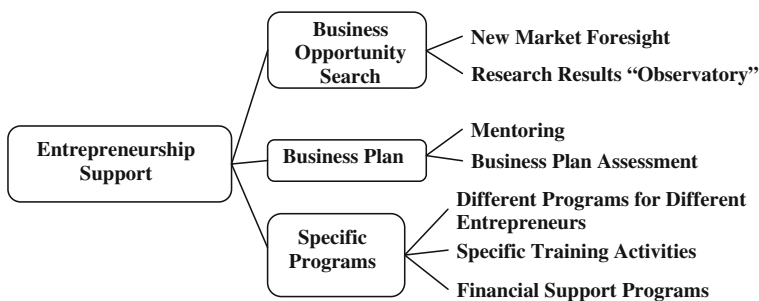 Entrepreneurship
Support
Business
Opportunity
Search
New Market Foresight
Research Results “Observatory”
Business Plan
Mentoring
Business Plan Assessment
Specific
Programs
Different Programs for Different
Entrepreneurs
Specific Training Activities
Financial Support Programs